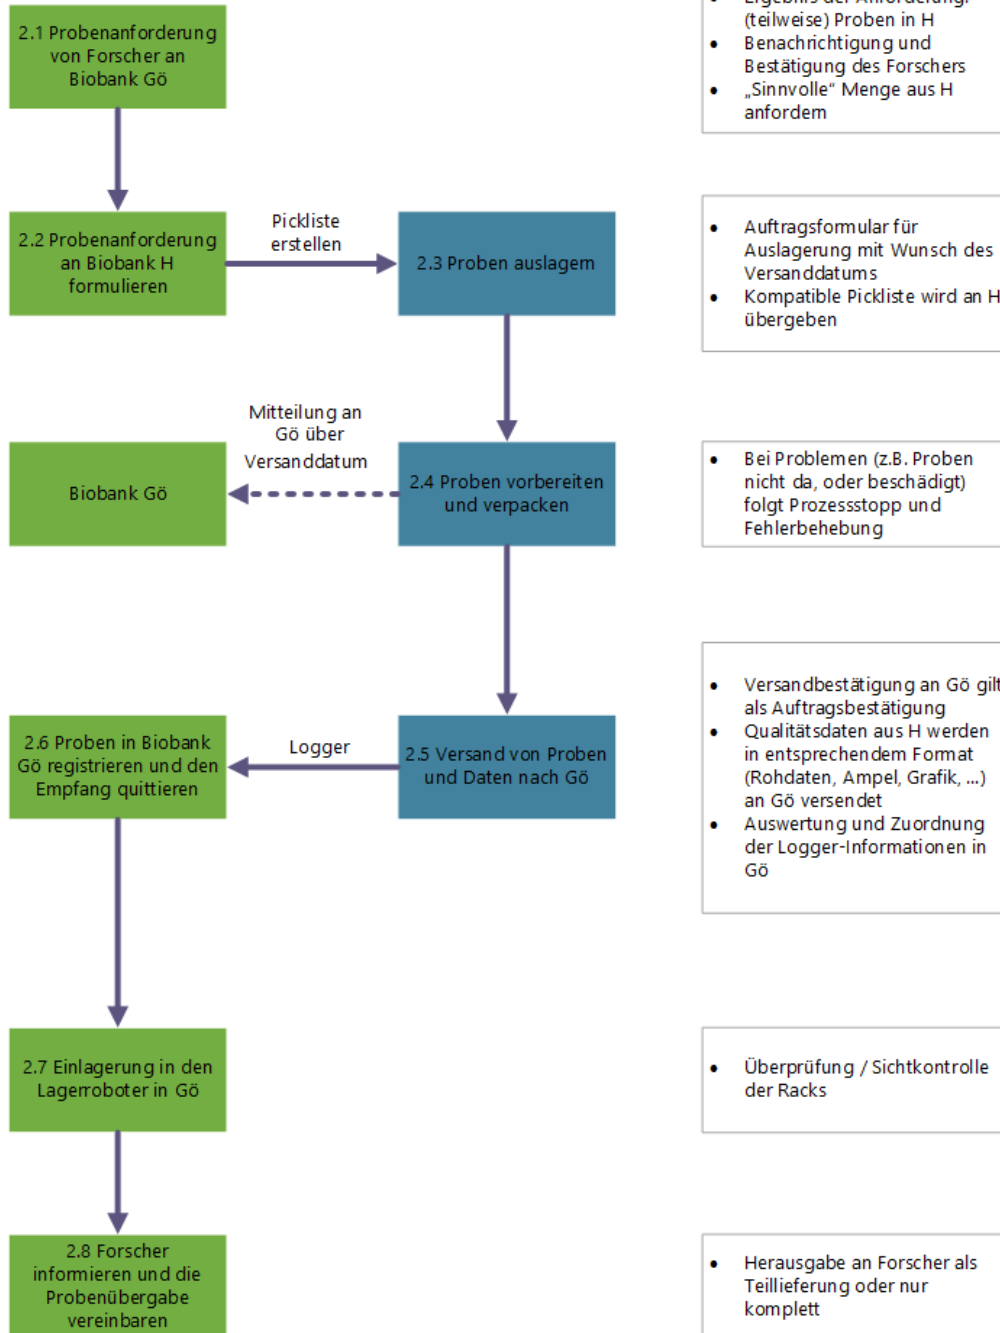 2.1 Probenanforderung
von Forscher an
Biobank Gö
Ergebnis der Anforderung:
(teilweise) Proben in H
Benachrichtigung und
Bestätigung des Forschers
„Sinnvolle“ Menge aus H
anfordern
2.2 Probenanforderung
an Biobank H
formulieren
Pickliste
erstellen
2.3 Proben auslagern
Auftragsformular für
Auslagerung mit Wunsch des
Versanddatums
Kompatible Pickliste wird an H
übergeben
Biobank Gö
Mitteilung an
Gö über
Versanddatum
2.4 Proben vorbereiten
und verpacken
Bei Problemen (z.B. Proben
nicht da, oder beschädigt)
folgt Prozessstopp und
Fehlerbehebung
2.6 Proben in Biobank
Gö registrieren und den
Empfang quittieren
Logger
2.5 Versand von Proben
und Daten nach Gö
Versandbestätigung an Gö gilt
als Auftragsbestätigung
Qualitätsdaten aus H werden
in entsprechendem Format
(Rohdaten, Ampel, Grafik, ...)
an Gö versendet
Auswertung und Zuordnung
der Logger-Informationen in
Gö
2.7 Einlagerung in den
Lagerroboter in Gö
Überprüfung / Sichtkontrolle
der Racks
2.8 Forscher
informieren und die
Probenübergabe
vereinbaren
Herausgabe an Forscher als
Teillieferung oder nur
komplett